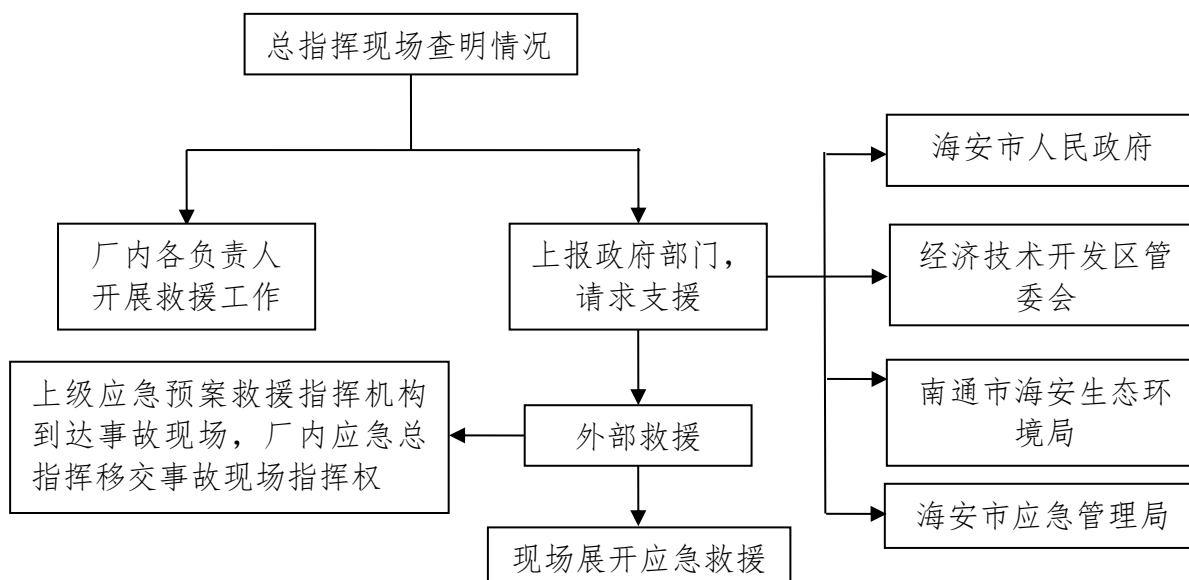 总指挥现场查明情况
海安市人民政府
厂内各负责人
开展救援工作
上报政府部门，
请求支援
经济技术开发区管
委会
上级应急预案救援指挥机构
到达事故现场，厂内应急总
指挥移交事故现场指挥权
外部救援
南通市海安生态环
境局
海安市应急管理局
现场展开应急救援